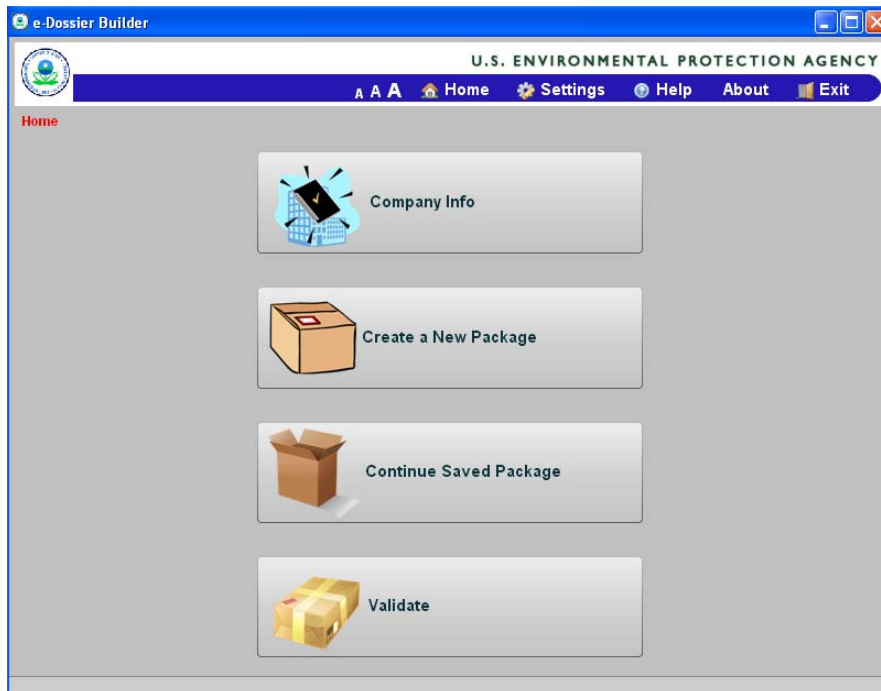 e-Dossier Builder
U.S. ENVIRONMENTAL PROTECTION AGENCY
A A A Home Settings Help About Exit
Home
Company Info
Create a New Package
Continue Saved Package
Validate